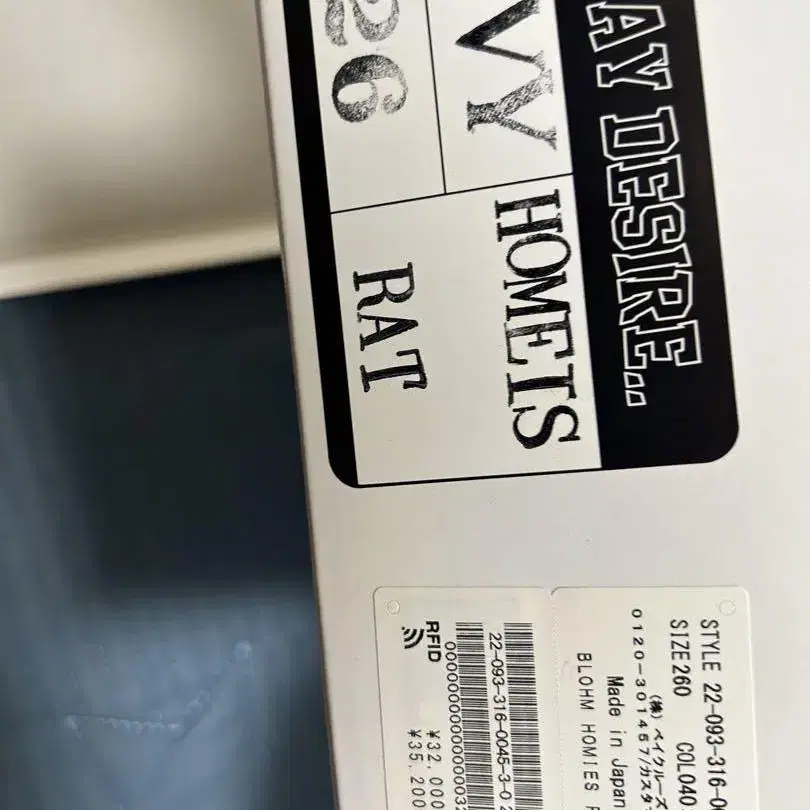 AY DESIRE..
VY
HOMEIS
26
RAT
STYLE 22-093-316-0
SIZE260 COL040
(株)ベイクルーズ
0120-301457/カスタ
Made in Japan
BLOHM HOMIES
22-093-316-0045-3-0
RFID
¥32,000
¥35,200